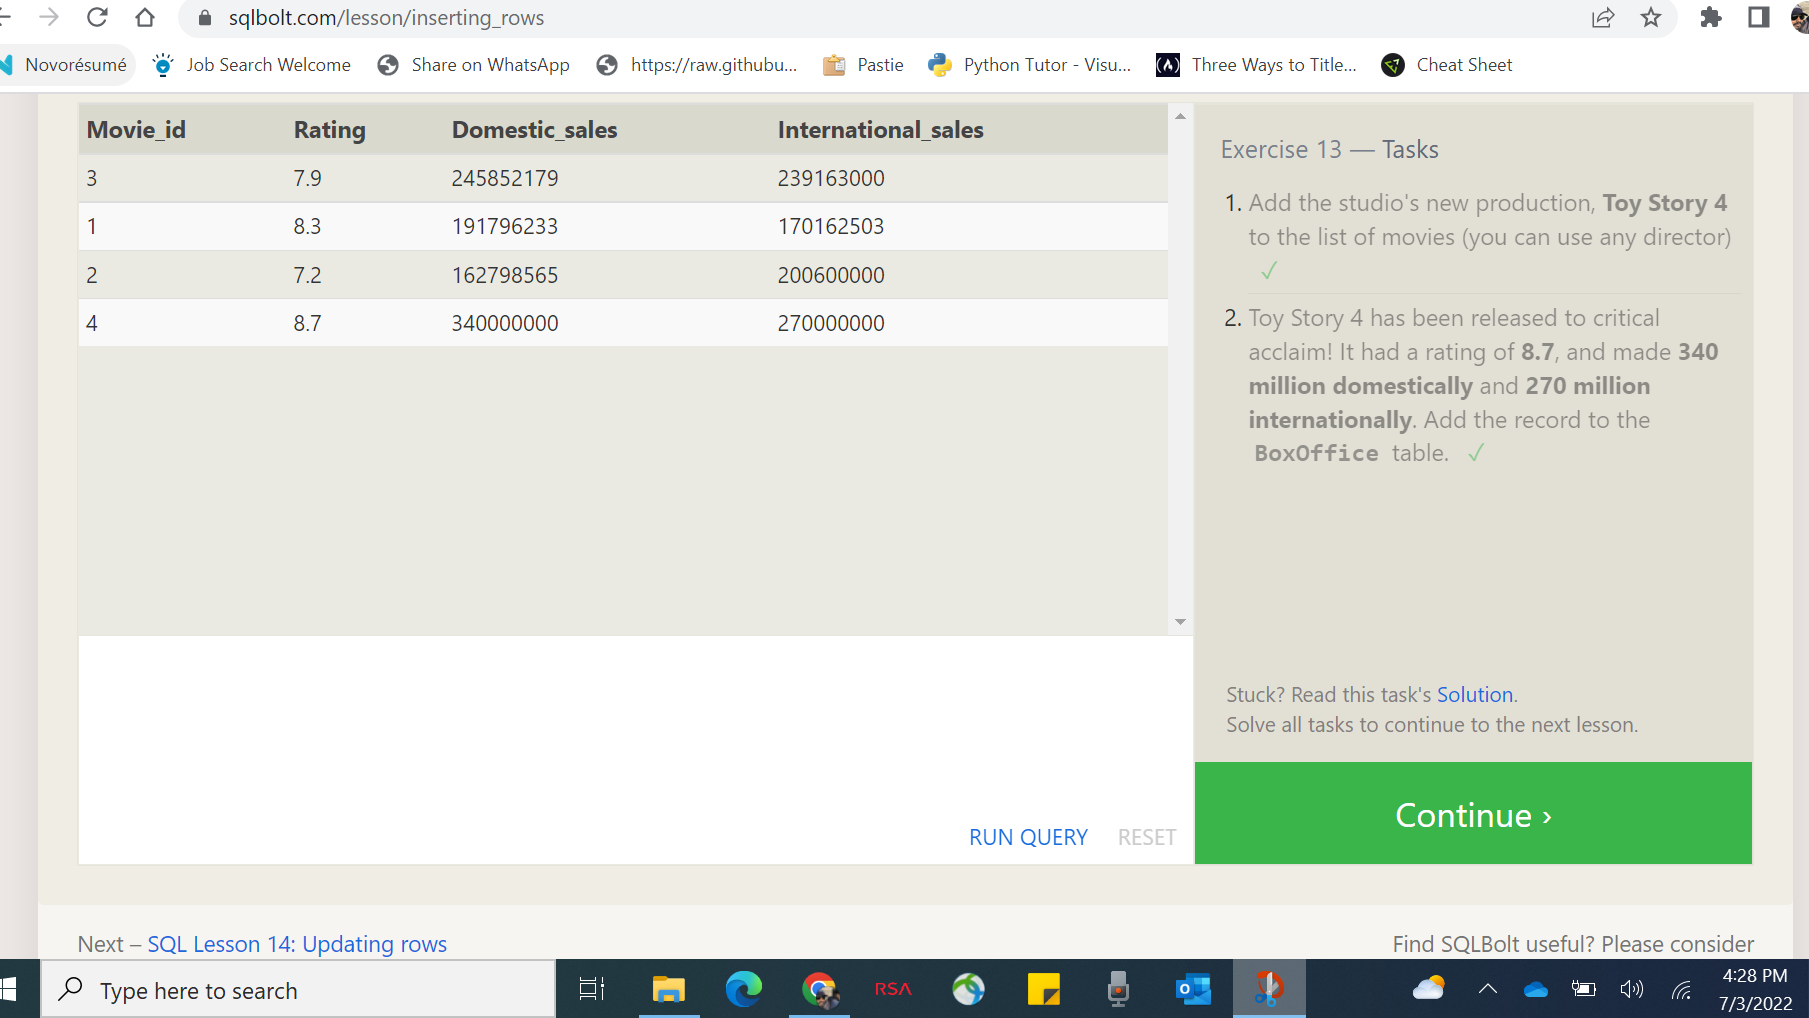 sqlbolt.com/lesson/inserting_rows
Novorésumé Job Search Welcome Share on WhatsApp https://raw.githubu... Pastie Python Tutor - Visu... Three Ways to Title... Cheat Sheet
Movie_id Rating Domestic_sales International_sales
3 7.9 245852179 239163000
1 8.3 191796233 170162503
2 7.2 162798565 200600000
4 8.7 340000000 270000000
RUN QUERY RESET
Exercise 13 — Tasks
1. Add the studio's new production, Toy Story 4
to the list of movies (you can use any director)
✓
2. Toy Story 4 has been released to critical
acclaim! It had a rating of 8.7, and made 340
million domestically and 270 million
internationally. Add the record to the
BoxOffice table. ✓
Stuck? Read this task's Solution.
Solve all tasks to continue to the next lesson.
Continue ›
Next – SQL Lesson 14: Updating rows
Find SQLBolt useful? Please consider
Type here to search
RSA
4:28 PM
7/3/2022